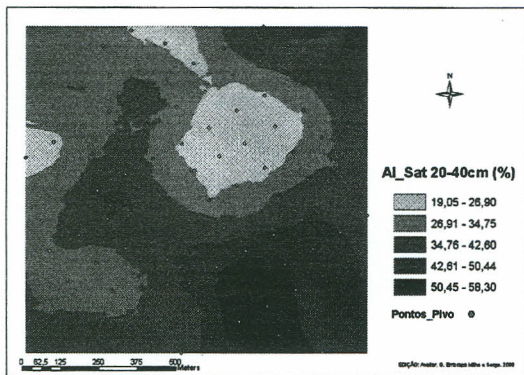 N
Al_Sat 20-40cm (%)
19,05 - 26,90
26,91 - 34,75
34,76 - 42,60
42,61 - 50,44
50,45 - 58,30
Pontos_Pivo
0 62,5 125 250 375 500
Meters
EDIÇÃO: